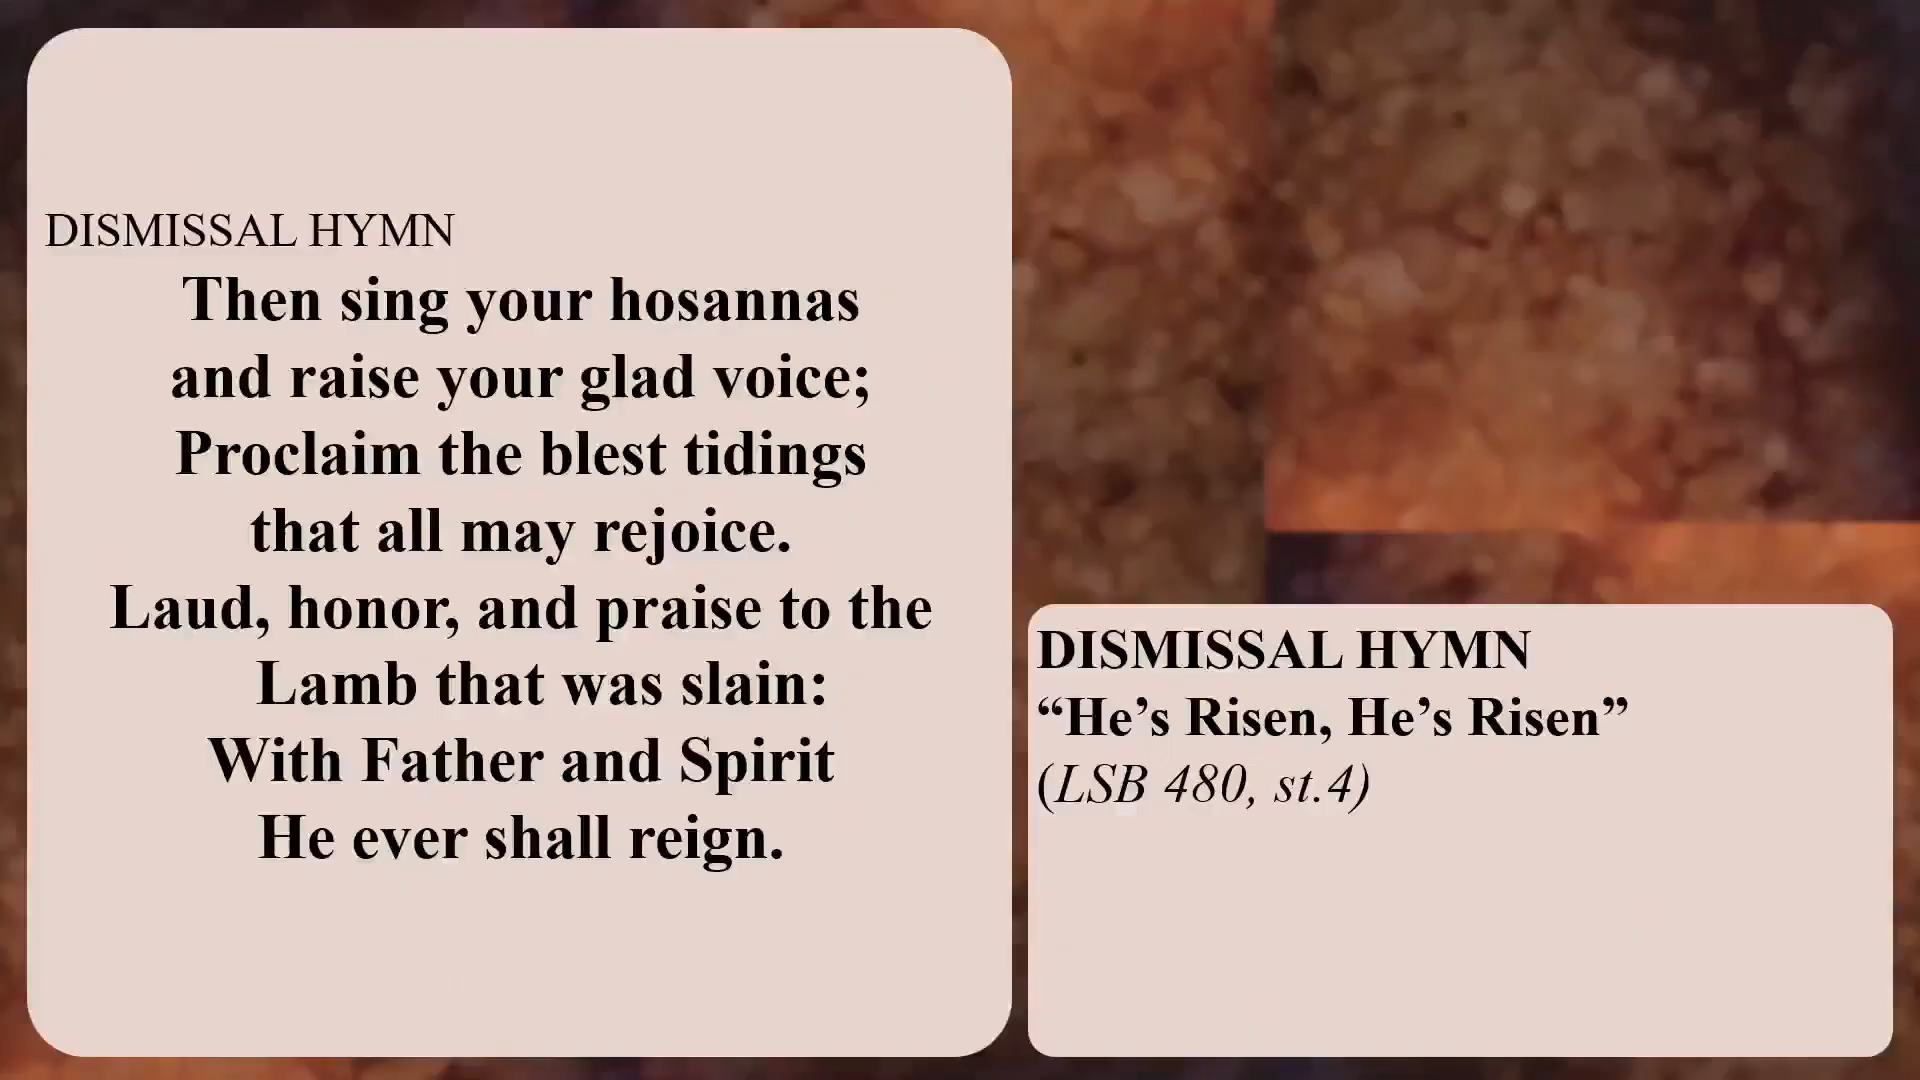 DISMISSAL HYMN
Then sing your hosannas
and raise your glad voice;
Proclaim the blest tidings
that all may rejoice.
Laud, honor, and praise to the
Lamb that was slain:
With Father and Spirit
He ever shall reign.
DISMISSAL HYMN
“He’s Risen, He’s Risen”
(LSB 480, st.4)